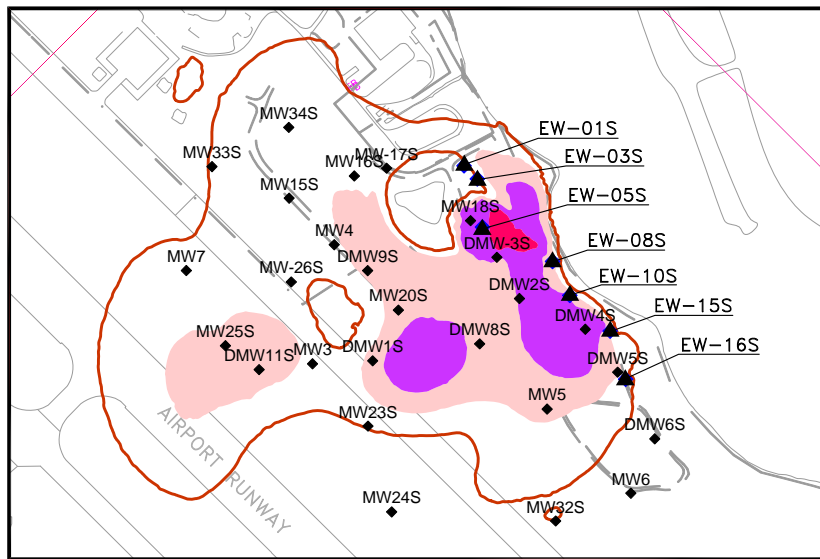 MW34S
EW-01S
EW-03S
MW33S
MW16S
MW-17S
MW15S
EW-05S
MW18S
MW4
EW-08S
DMW-3S
MW7
MW-26S
DMW9S
EW-10S
DMW2S
MW20S
EW-15S
DMW4S
MW25S
DMW8S
DMW11S
MW3
DMW1S
DMW5S
EW-16S
MW5
MW23S
DMW6S
AIRPORT RUNWAY
MW24S
MW32S
MW6